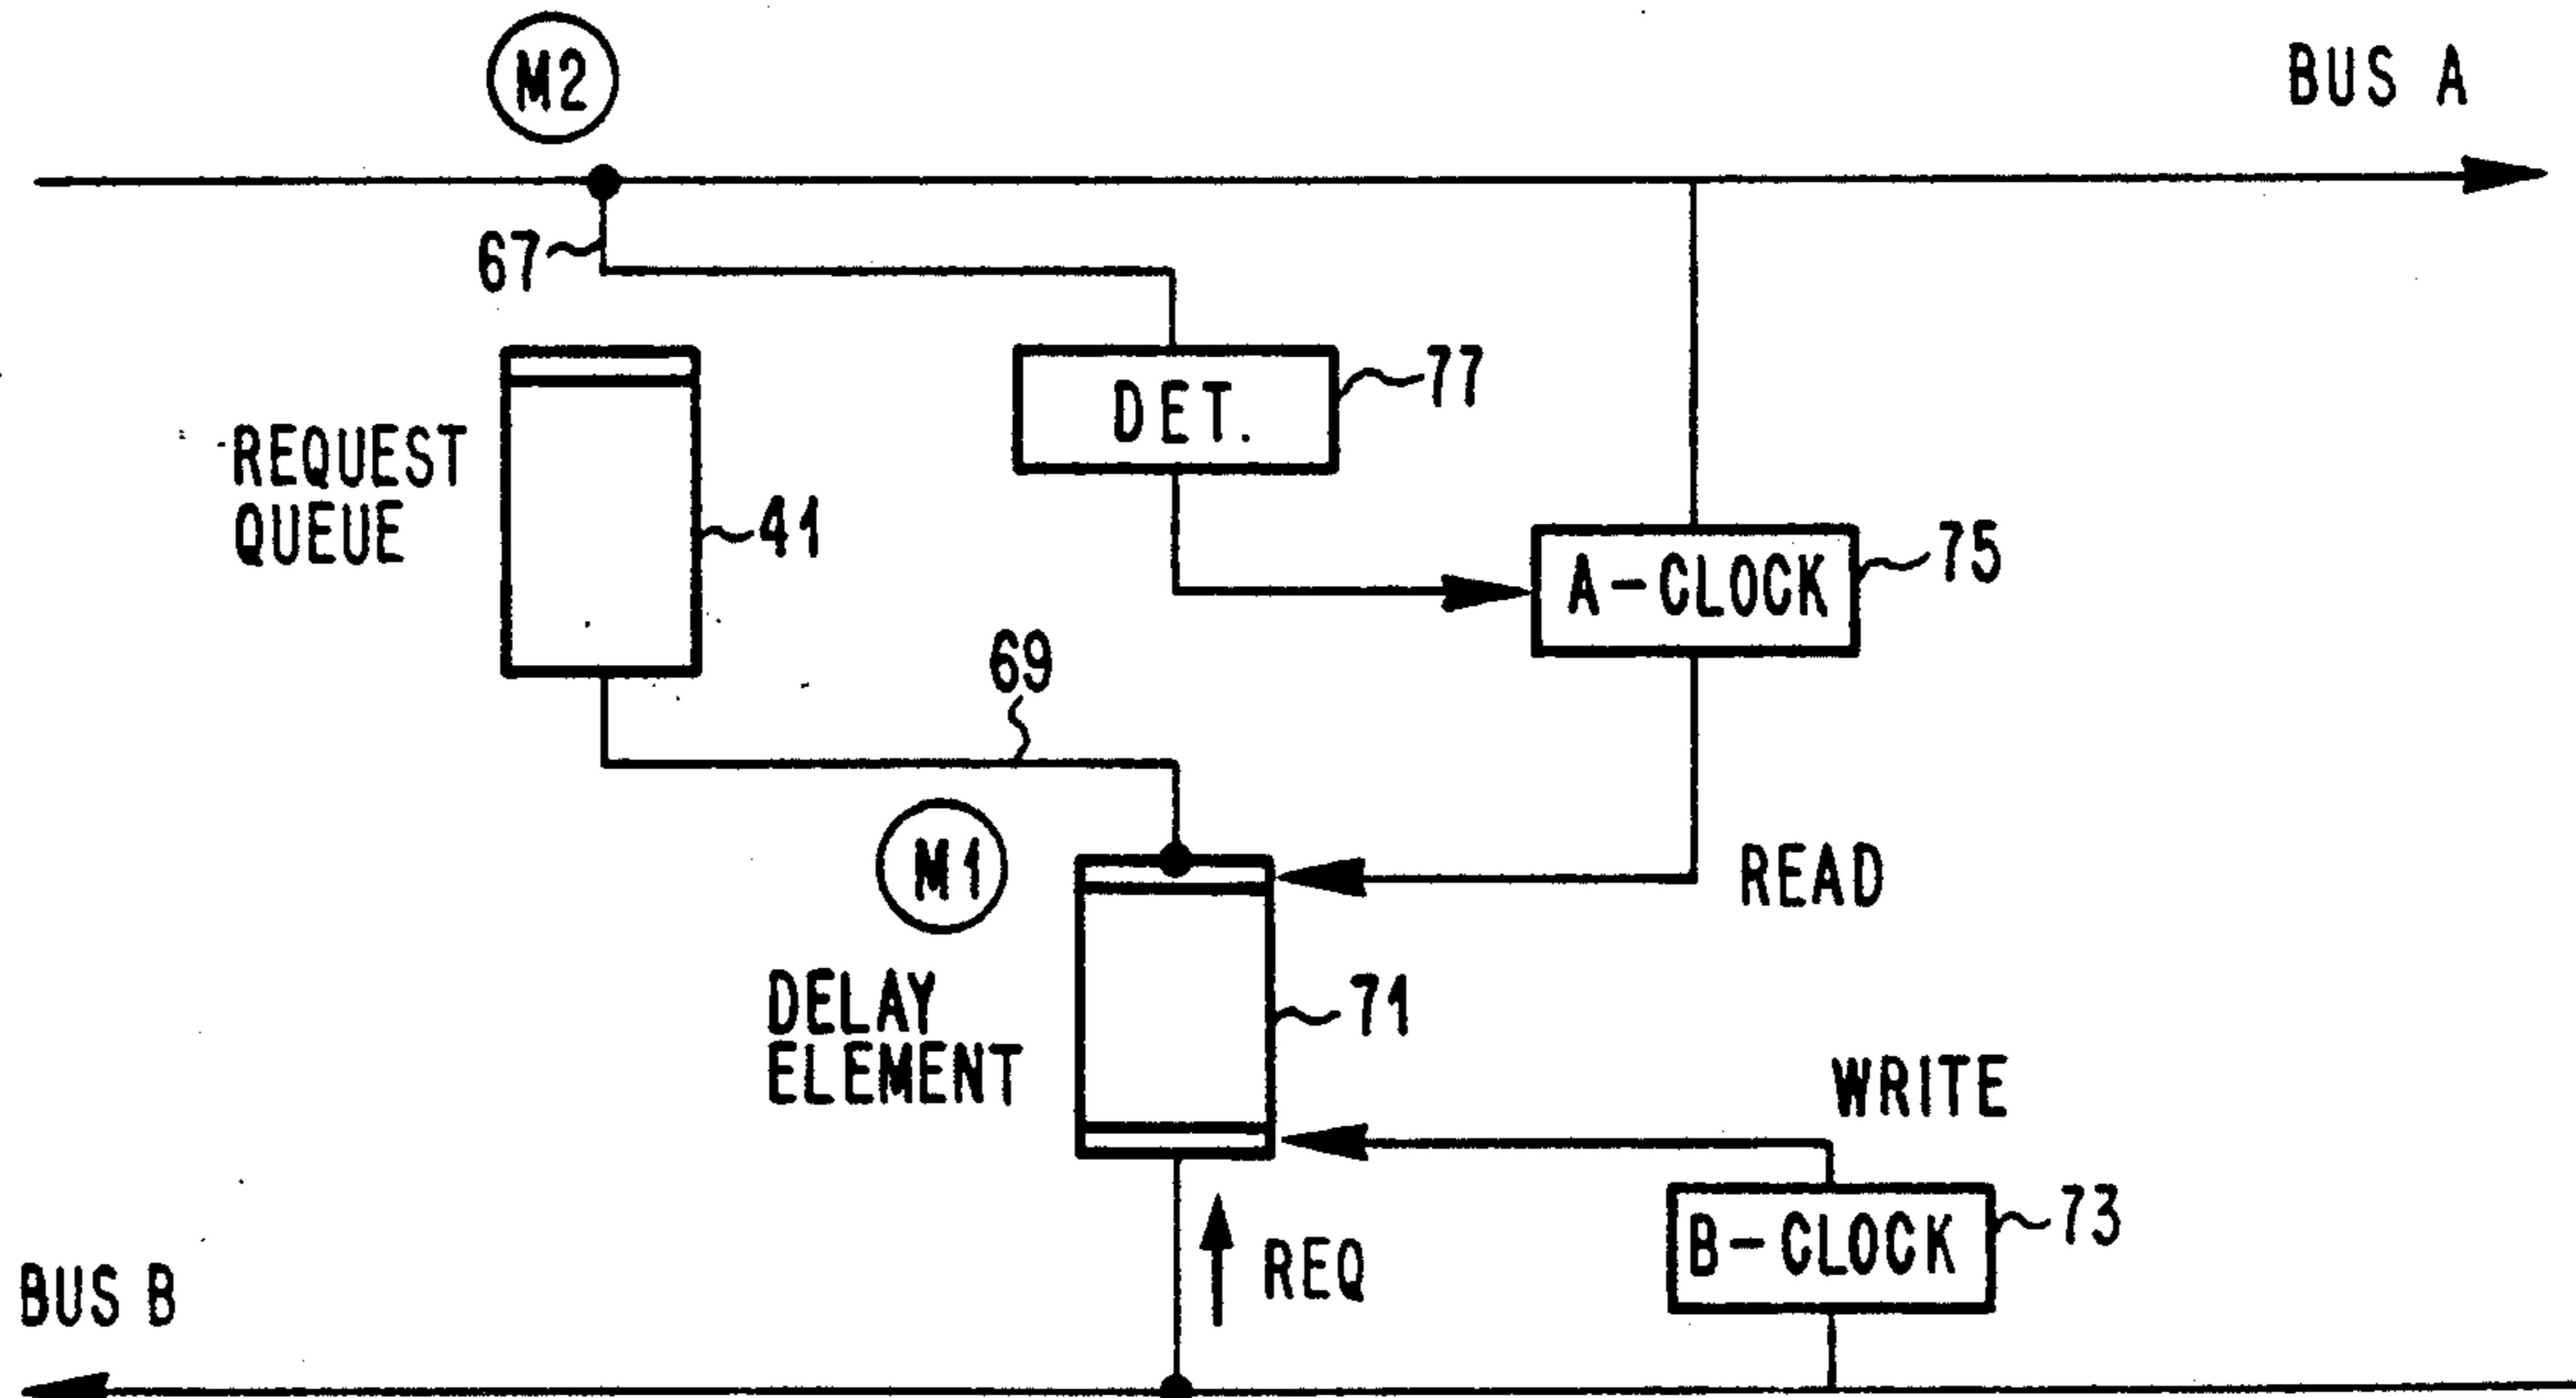 M2
BUS A
67
DET.
77
REQUEST
QUEUE
41
A-CLOCK
75
69
M1
READ
DELAY
ELEMENT
71
WRITE
B-CLOCK
73
REQ
BUS B